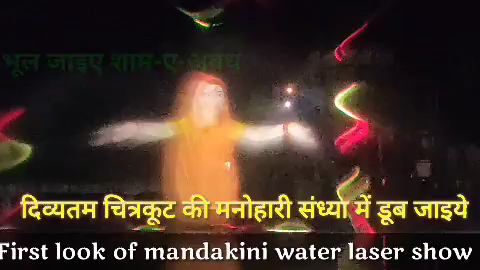 भूल जाइए शाम-ए-अवध
दिव्यतम चित्रकूट की मनोहारी संध्या में डूब जाइये
First look of mandakini water laser show